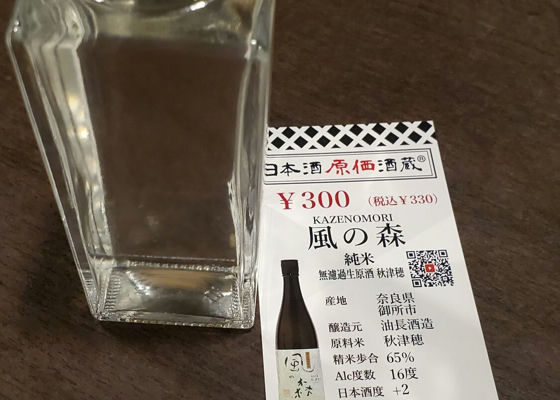 日本酒原価酒蔵®
￥300 （税込￥330）
KAZENOMORI
風の森
純米
無濾過生原酒 秋津穂
産地 奈良県
御所市
醸造元 油長酒造
原料米 秋津穂
精米歩合 65%
Alc度数 16度
日本酒度 +2
風の森